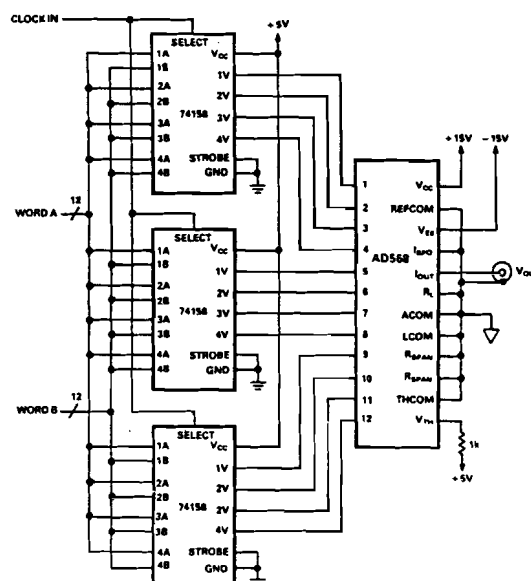 CLOCK IN
+5V
SELECT
1A VCC
1B 1V
2A 2V
2B 3V
3A 4V
3B 74158
4A STROBE
4B GND
WORD A 12
SELECT
1A VCC
1B 1V
2A 2V
2B 3V
3A 74158
3B 4V
4A STROBE
4B GND
WORD B 12
SELECT
1A VCC
1B 1V
2A 2V
2B 2V
3A 74158
3B 4V
4A STROBE
4B GND
+15V −15V
AD568
1 VCC
2 REFCOM
3 VEE
4 IBPO
5 IOUT
6 RL
7 ACOM
8 LCOM
9 RSPAN
10 RSPAN
11 THCOM
12 VTH
VOU
1k
+5V